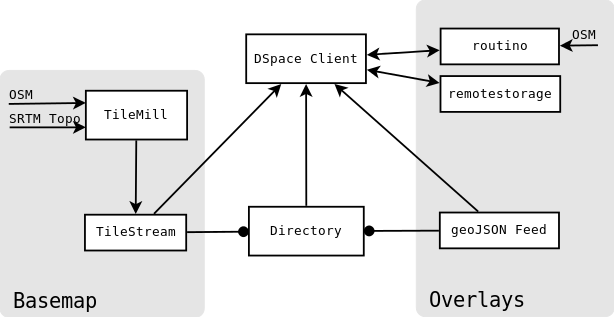 OSM
DSpace Client
routino
OSM
remotestorage
SRTM Topo
TileMill
TileStream
Directory
geoJSON Feed
Basemap
Overlays